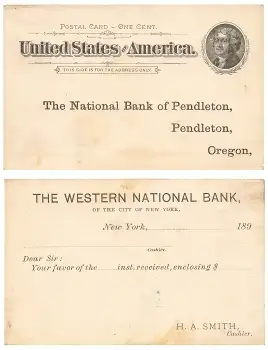 POSTAL CARD – ONE CENT.
United States of America.
THIS SIDE IS FOR THE ADDRESS ONLY.
The National Bank of Pendleton,
Pendleton,
Oregon,
THE WESTERN NATIONAL BANK,
OF THE CITY OF NEW YORK.
New York, 189
Cashier.
Dear Sir:
Your favor of the inst. received, enclosing $
H. A. SMITH,
Cashier.